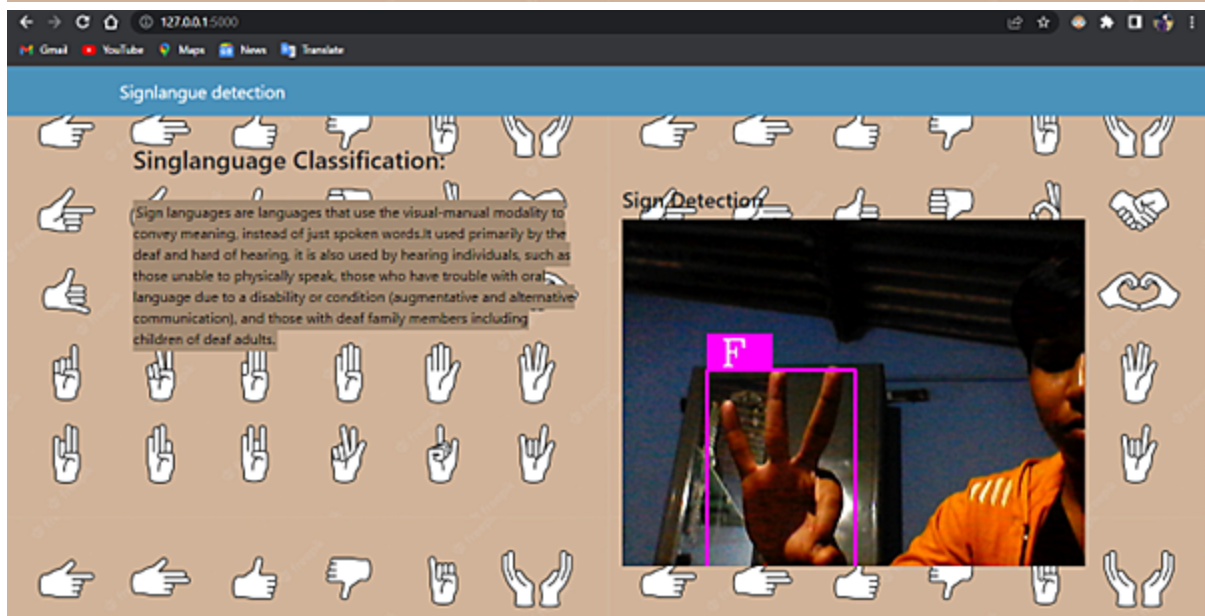 127.0.0.1:5000
Gmail YouTube Maps News Translate
Signlangue detection
Singlanguage Classification:
Sign languages are languages that use the visual-manual modality to
convey meaning, instead of just spoken words.It used primarily by the
deaf and hard of hearing, it is also used by hearing individuals, such as
those unable to physically speak, those who have trouble with oral
language due to a disability or condition (augmentative and alternative
communication), and those with deaf family members including
children of deaf adults.
Sign Detection
F